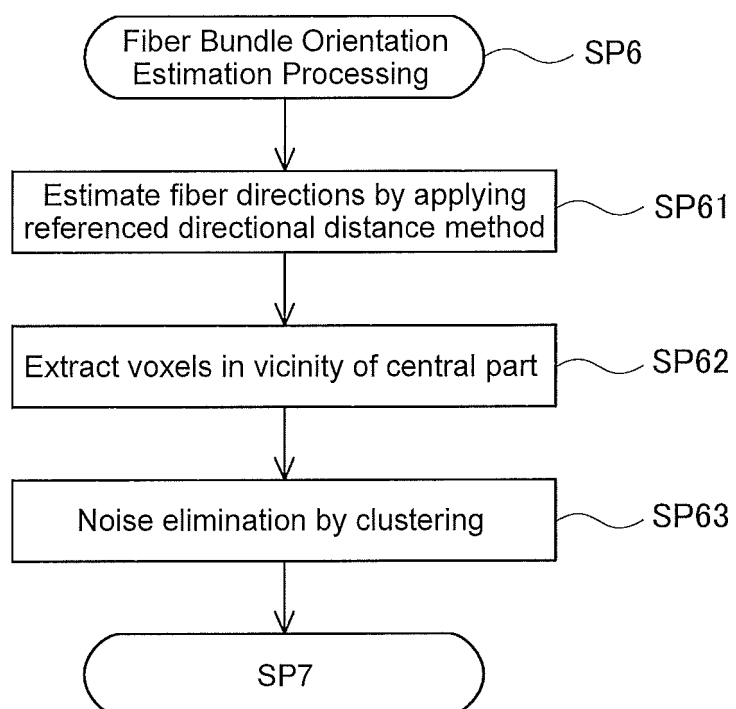 Fiber Bundle Orientation
Estimation Processing
SP6
Estimate fiber directions by applying
referenced directional distance method
SP61
Extract voxels in vicinity of central part
SP62
Noise elimination by clustering
SP63
SP7